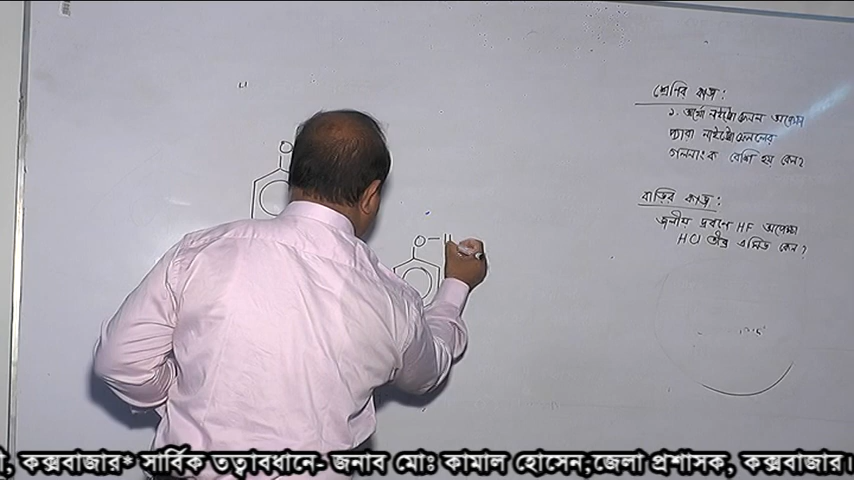 শ্রেণির কাজ :
১. অর্থো নাইট্রোফেনল অপেক্ষা
প্যারা নাইট্রোফেনলের
গলনাংক বেশি হয় কেন?
বাড়ির কাজ :
জলীয় দ্রবণে HF অপেক্ষা
HCl তীব্র এসিড কেন ?
O
O - H
কক্সবাজার* সার্বিক তত্বাবধানে- জনাব মোঃ কামাল হোসেন;জেলা প্রশাসক, কক্সবাজার।